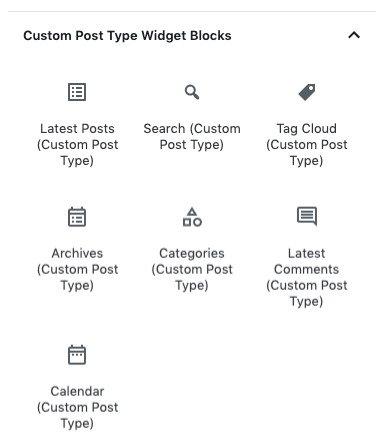 Custom Post Type Widget Blocks
Latest Posts
(Custom Post
Type)
Search (Custom
Post Type)
Tag Cloud
(Custom Post
Type)
Archives
(Custom Post
Type)
Categories
(Custom Post
Type)
Latest
Comments
(Custom Post
Type)
Calendar
(Custom Post
Type)